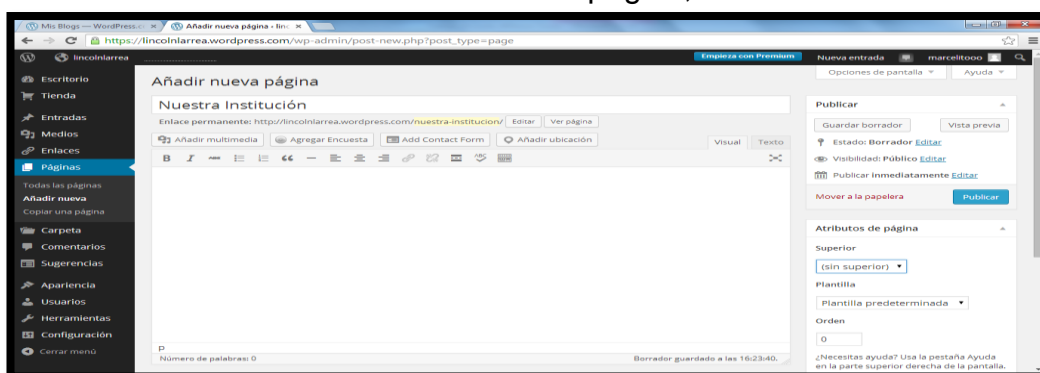 Mis Blogs — WordPress.c
Añadir nueva página ‹ linc
https://lincolnlarrea.wordpress.com/wp-admin/post-new.php?post_type=page
lincolnlarrea
Empieza con Premium
Nueva entrada
marcelitooo
Opciones de pantalla
Ayuda
Escritorio
Tienda
Entradas
Medios
Enlaces
Páginas
Todas las páginas
Añadir nueva
Copiar una página
Carpeta
Comentarios
Sugerencias
Apariencia
Usuarios
Herramientas
Configuración
Cerrar menú
Añadir nueva página
Nuestra Institución
Enlace permanente: http://lincolnlarrea.wordpress.com/nuestra-institucion/ Editar Ver página
Añadir multimedia Agregar Encuesta Add Contact Form Añadir ubicación
Visual Texto
B I ABC
ABC
P
Número de palabras: 0
Borrador guardado a las 16:23:40.
Publicar
Guardar borrador Vista previa
Estado: Borrador Editar
Visibilidad: Público Editar
Publicar inmediatamente Editar
Mover a la papelera Publicar
Atributos de página
Superior
(sin superior)
Plantilla
Plantilla predeterminada
Orden
0
¿Necesitas ayuda? Usa la pestaña Ayuda
en la parte superior derecha de la pantalla.